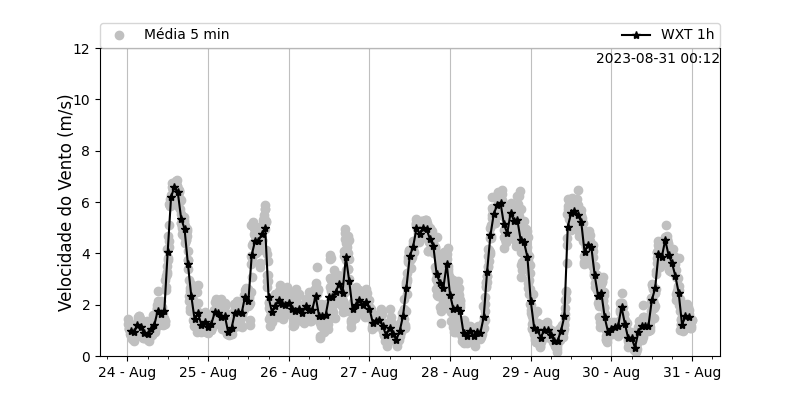 Média 5 min
WXT 1h
2023-08-31 00:12
Velocidade do Vento (m/s)
12
10
8
6
4
2
0
24 - Aug 25 - Aug 26 - Aug 27 - Aug 28 - Aug 29 - Aug 30 - Aug 31 - Aug